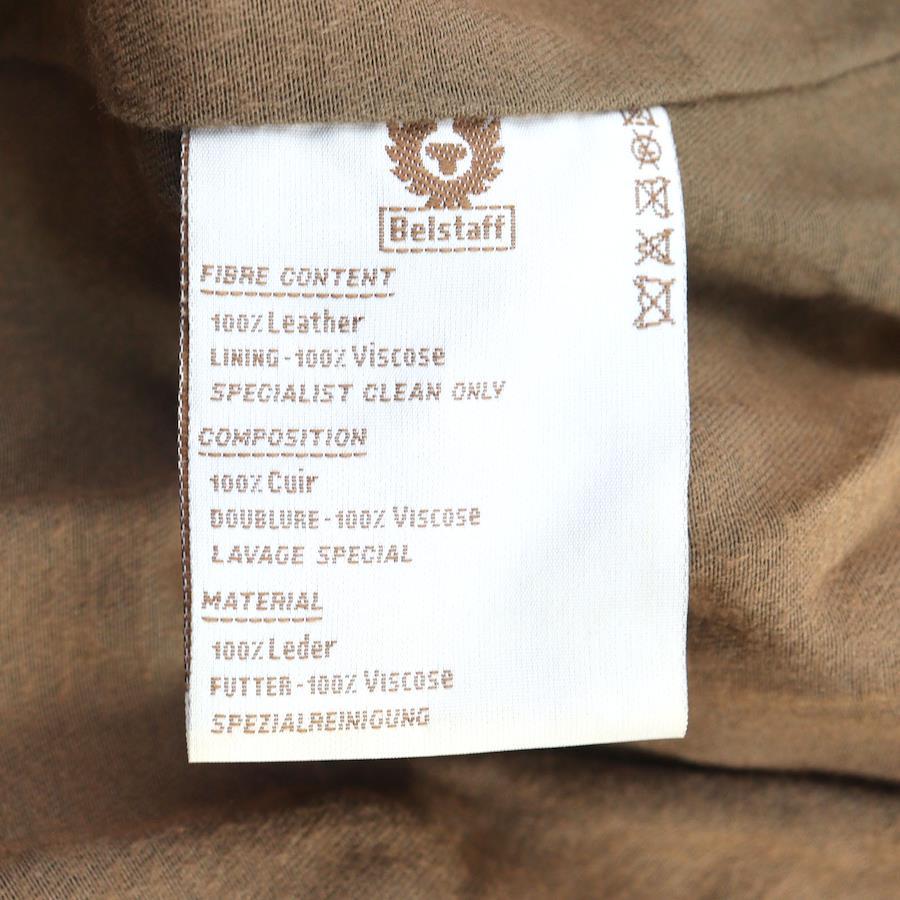 Belstaff
FIBRE CONTENT
100% Leather
LINING-100% VISCOSE
SPECIALIST CLEAN ONLY
COMPOSITION
100% Cuir
DOUBLURE-100% VISCOSE
LAVAGE SPECIAL
MATERIAL
100% Leder
FUTTER-100% VISCOSE
SPEZIALREINIGUNG